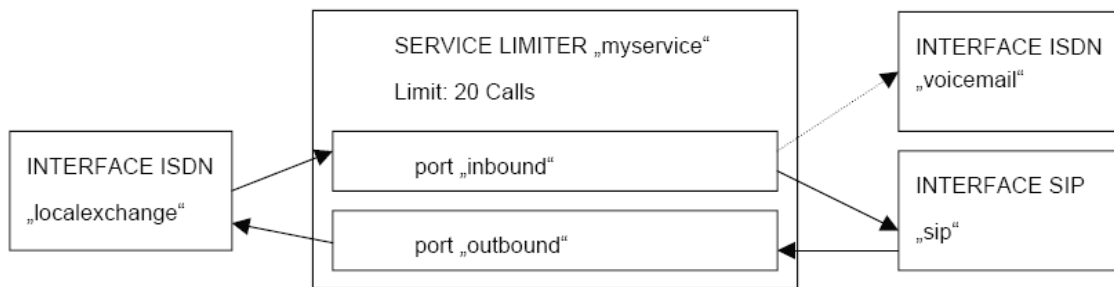 SERVICE LIMITER „myservice“
Limit: 20 Calls
INTERFACE ISDN
„voicemail“
INTERFACE ISDN
„localexchange“
port „inbound“
port „outbound“
INTERFACE SIP
„sip“